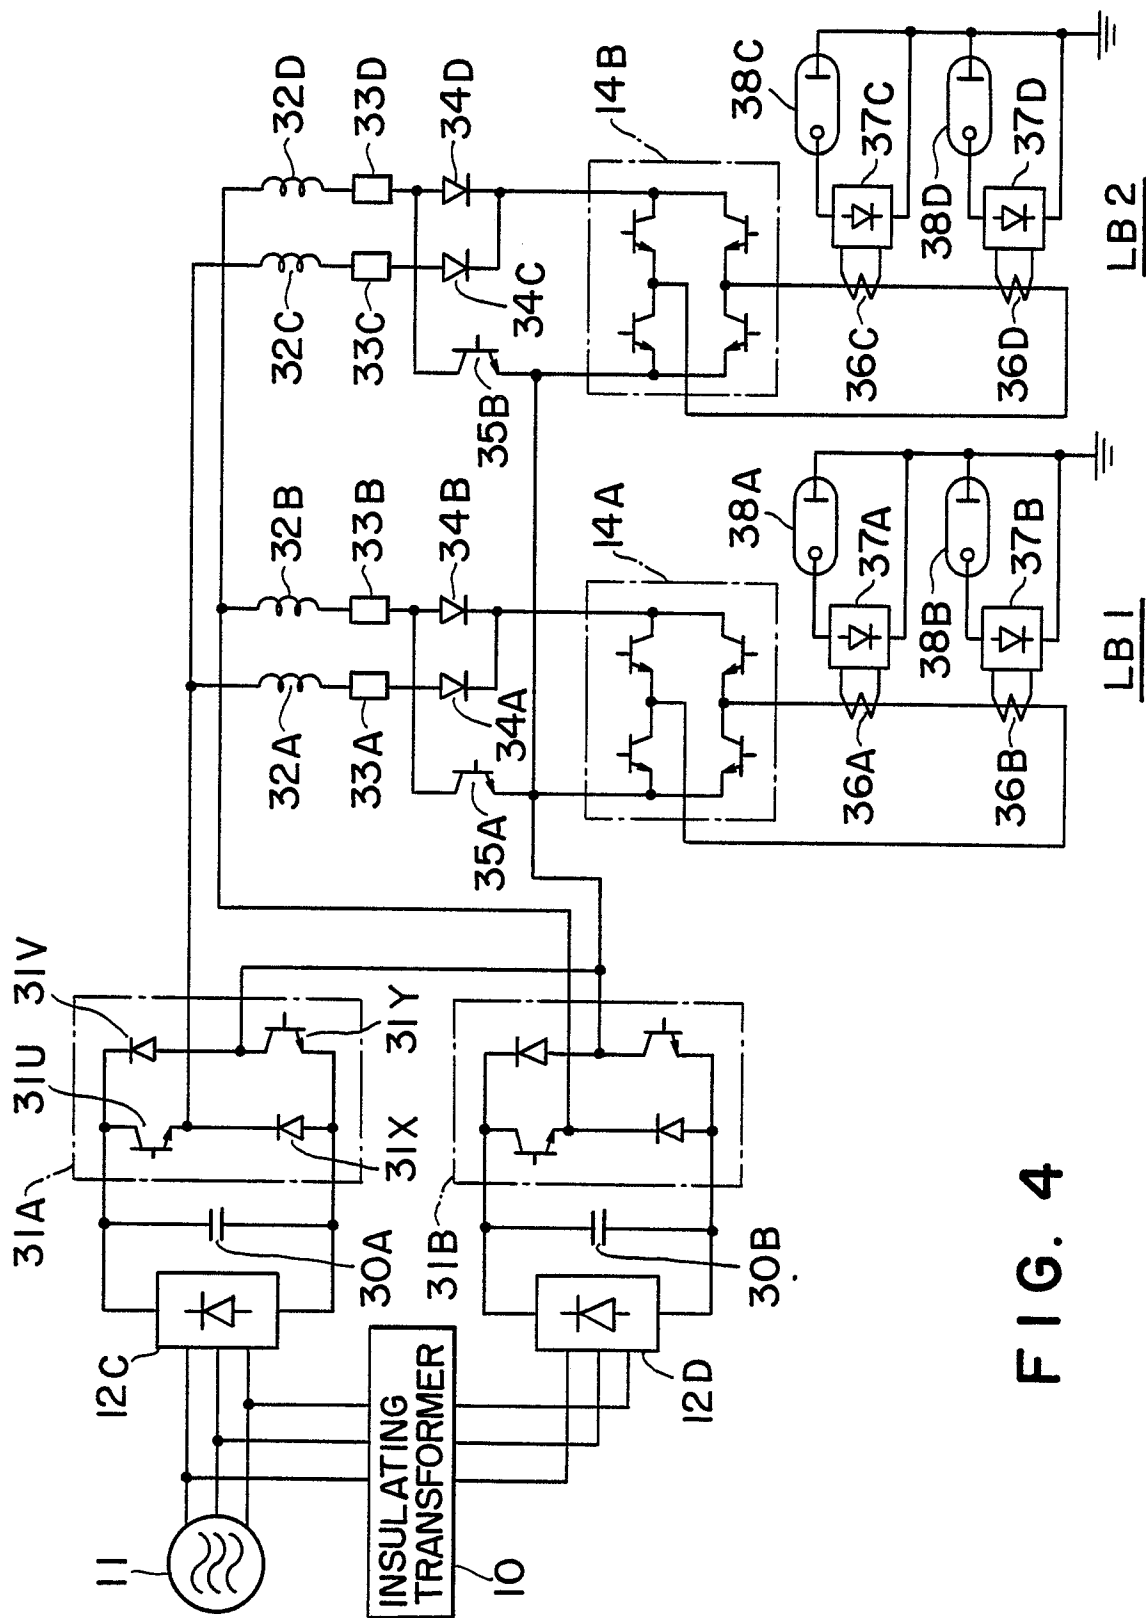 11
12C
31A
31U
31V
31X
31Y
30A
INSULATING
TRANSFORMER
10
12D
31B
30B
32A
32B
33A
33B
34A
34B
35A
14A
36A
36B
37A
37B
38A
38B
LB1
32C
32D
33C
33D
34C
34D
35B
14B
36C
36D
37C
37D
38C
38D
LB2
FIG. 4